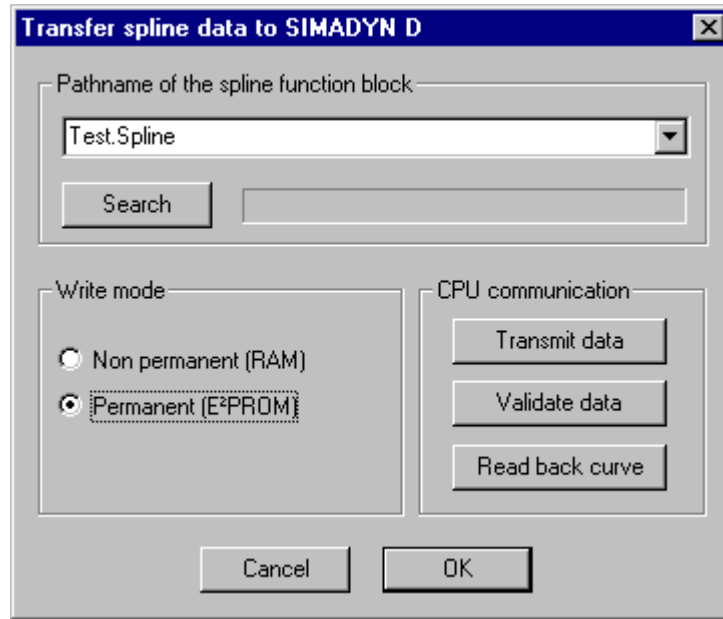 Transfer spline data to SIMADYN D
Pathname of the spline function block
Test.Spline
Search
Write mode
Non permanent (RAM)
Permanent (E²PROM)
CPU communication
Transmit data
Validate data
Read back curve
Cancel
OK